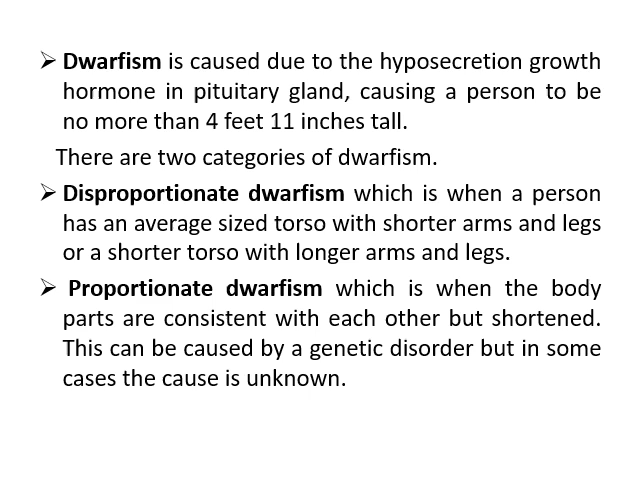 ➢ Dwarfism is caused due to the hyposecretion growth
hormone in pituitary gland, causing a person to be
no more than 4 feet 11 inches tall.
There are two categories of dwarfism.
➢ Disproportionate dwarfism which is when a person
has an average sized torso with shorter arms and legs
or a shorter torso with longer arms and legs.
➢ Proportionate dwarfism which is when the body
parts are consistent with each other but shortened.
This can be caused by a genetic disorder but in some
cases the cause is unknown.